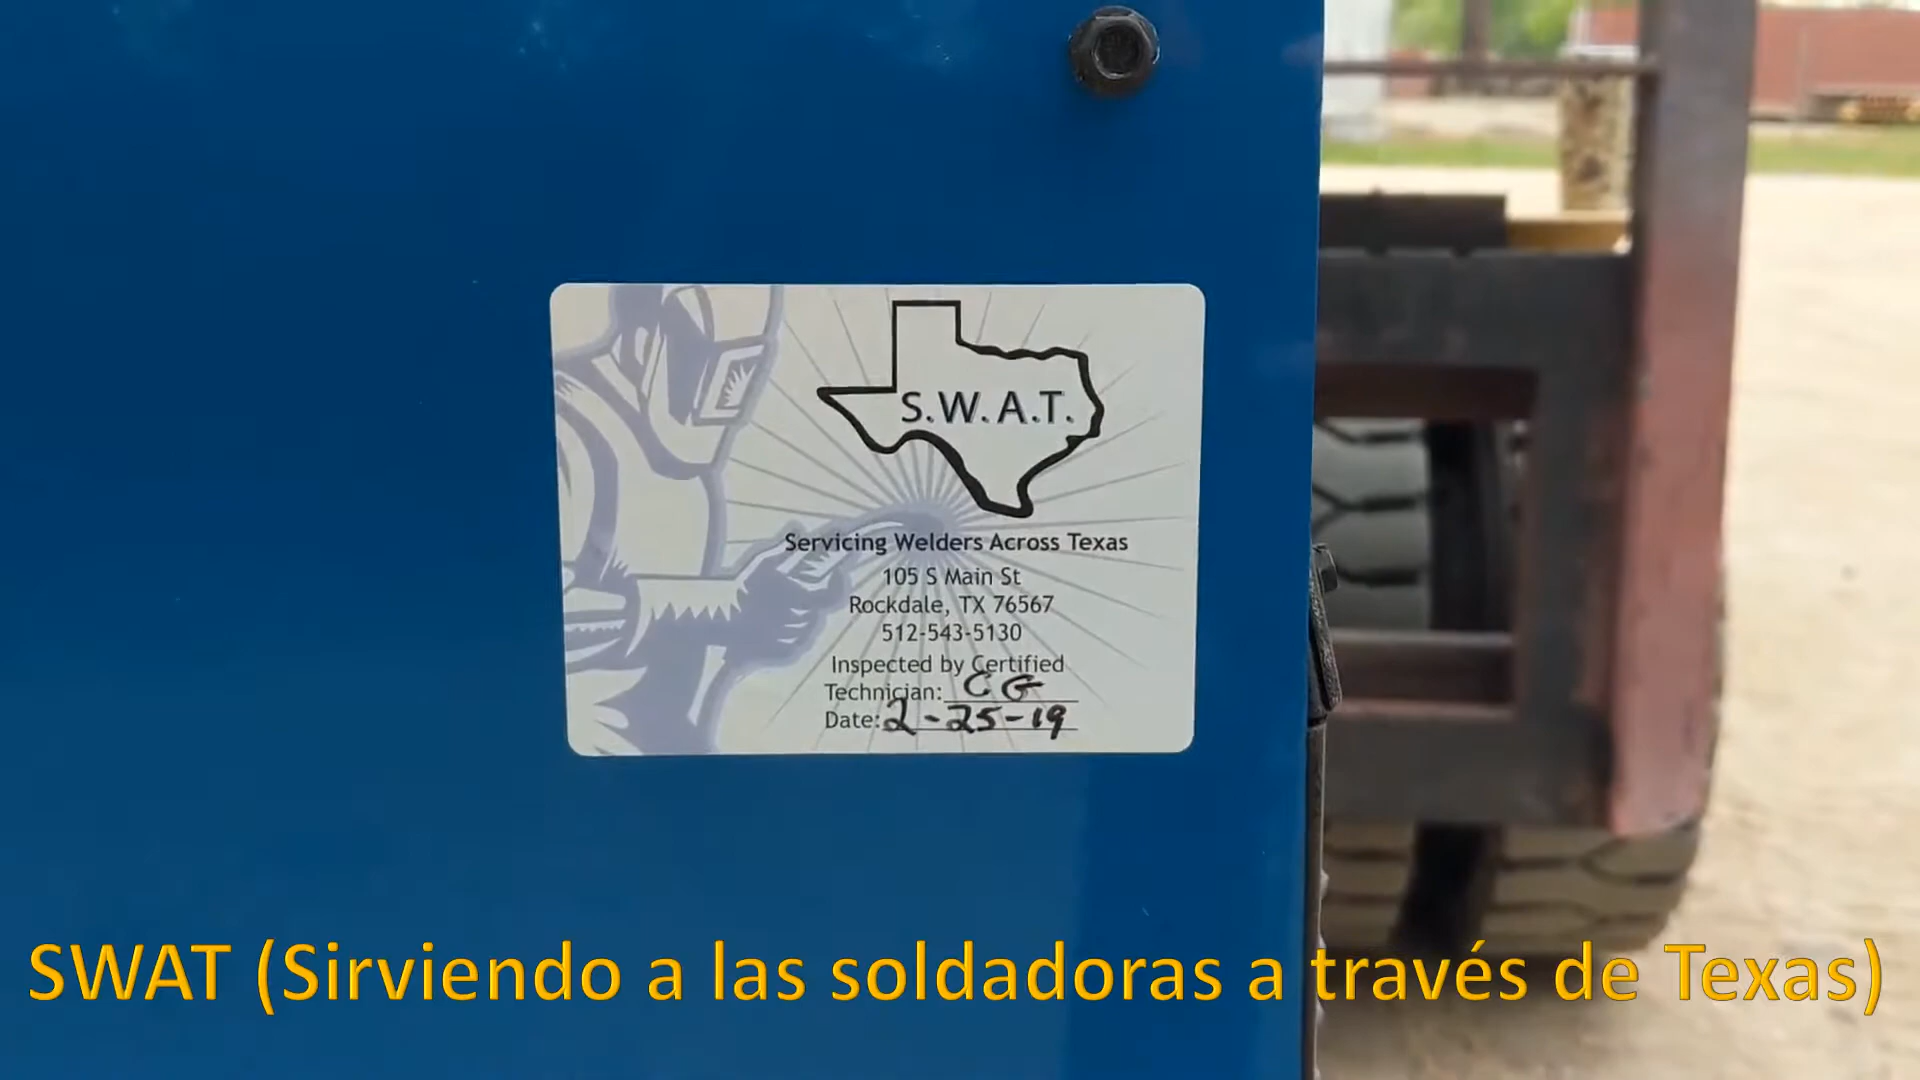 S.W.A.T.
Servicing Welders Across Texas
105 S Main St
Rockdale, TX 76567
512-543-5130
Inspected by Certified
Technician: CG
Date: 2-25-19
SWAT (Sirviendo a las soldadoras a través de Texas)